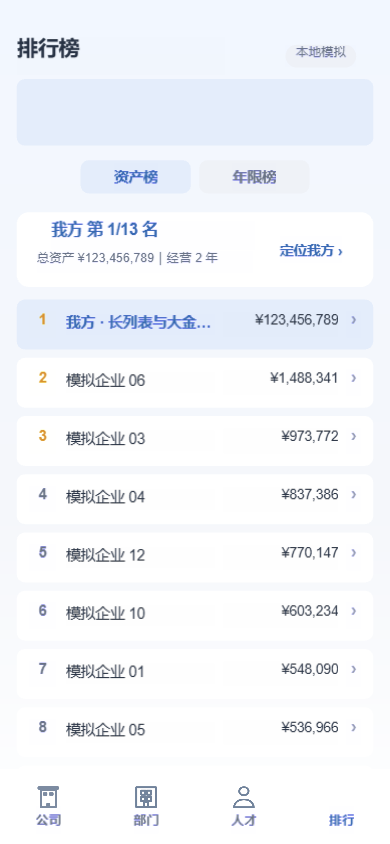 排行榜
本地模拟
资产榜 年限榜
我方 第 1/13 名
总资产 ¥123,456,789 | 经营 2 年
定位我方 ›
1 我方 · 长列表与大金... ¥123,456,789 ›
2 模拟企业 06 ¥1,488,341 ›
3 模拟企业 03 ¥973,772 ›
4 模拟企业 04 ¥837,386 ›
5 模拟企业 12 ¥770,147 ›
6 模拟企业 10 ¥603,234 ›
7 模拟企业 01 ¥548,090 ›
8 模拟企业 05 ¥536,966 ›
公司 部门 人才 排行